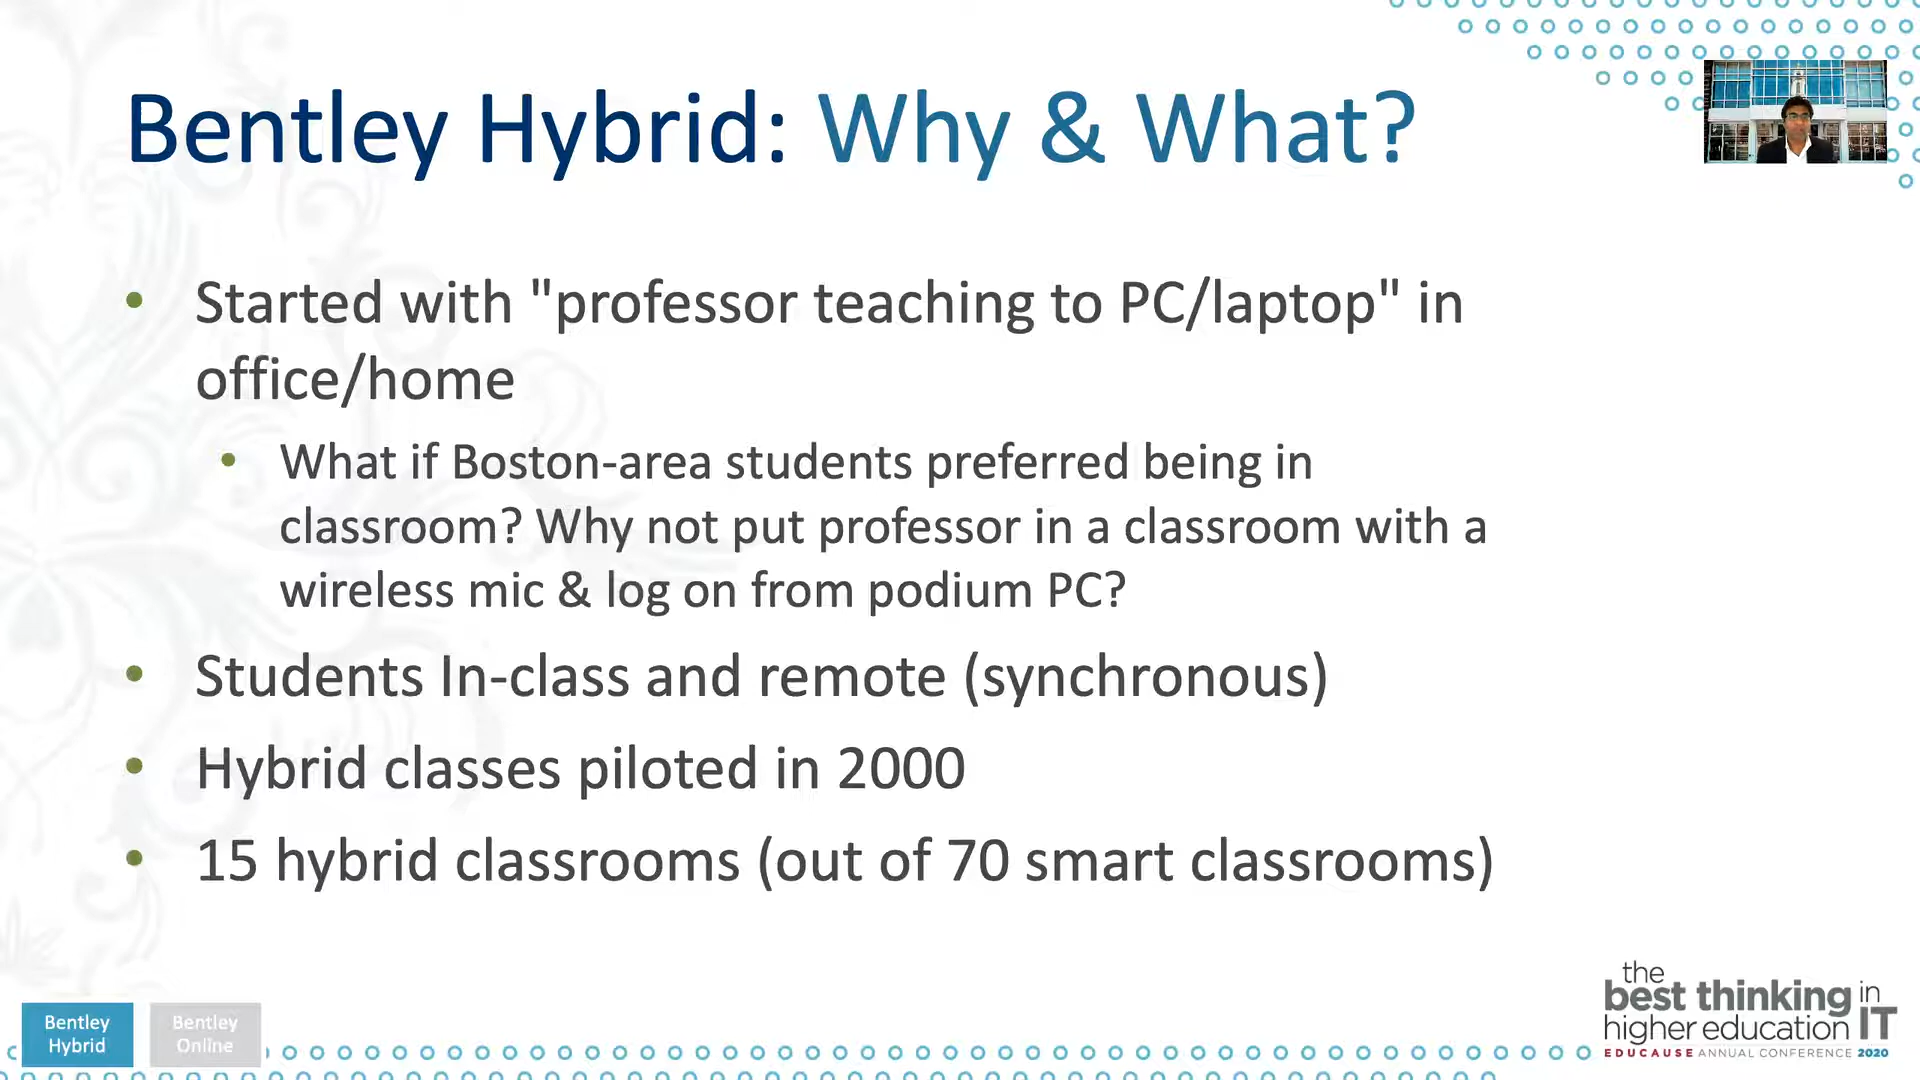 Bentley Hybrid: Why & What?
• Started with "professor teaching to PC/laptop" in
office/home
• What if Boston-area students preferred being in
classroom? Why not put professor in a classroom with a
wireless mic & log on from podium PC?
• Students In-class and remote (synchronous)
• Hybrid classes piloted in 2000
• 15 hybrid classrooms (out of 70 smart classrooms)
Bentley
Hybrid
Bentley
Online
the
best thinking in
higher education IT
EDUCAUSE ANNUAL CONFERENCE 2020